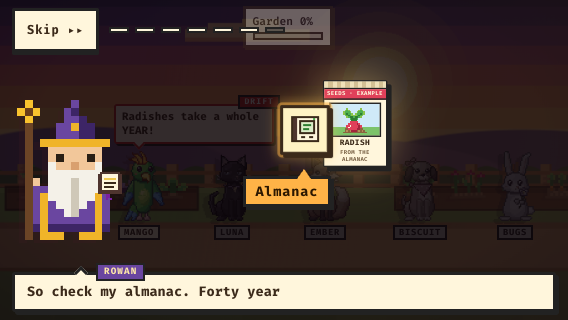 Skip ▸▸
Garden 0%
DRIFT
Radishes take a whole
YEAR!
SEEDS · EXAMPLE
RADISH
FROM THE
ALMANAC
Almanac
MANGO
LUNA
EMBER
BISCUIT
BUGS
ROWAN
So check my almanac. Forty year